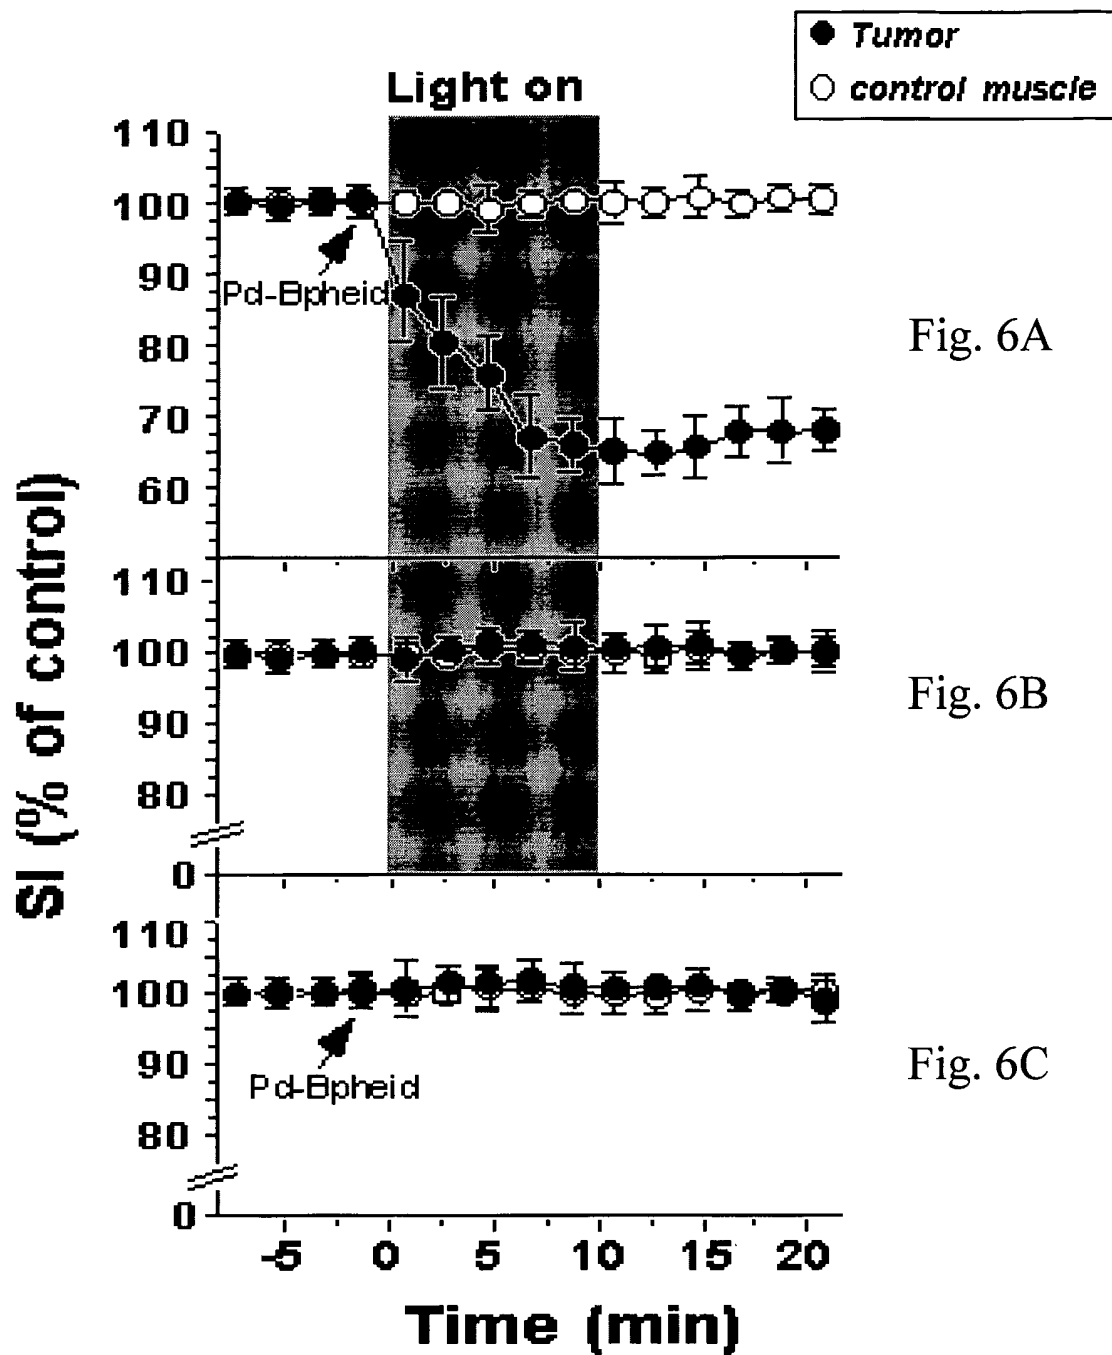 Tumor
control muscle
Light on
110
100
90
80
70
60
Pd-Bpheid
Fig. 6A
110
100
90
80
0
Fig. 6B
110
100
90
80
0
Pd-Bpheid
Fig. 6C
SI (% of control)
-5 0 5 10 15 20
Time (min)